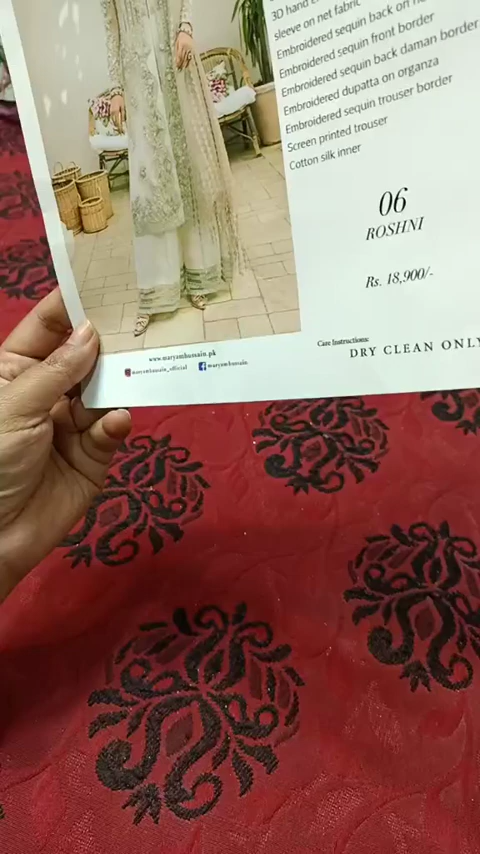 3D hand
sleeve on net fabric
Embroidered sequin back on
Embroidered sequin front border
Embroidered sequin back daman border
Embroidered dupatta on organza
Embroidered sequin trouser border
Screen printed trouser
Cotton silk inner
06
ROSHNI
Rs. 18,900/-
Care Instructions:
DRY CLEAN ONLY
www.maryamhussain.pk
maryamhussain_official maryamhussain